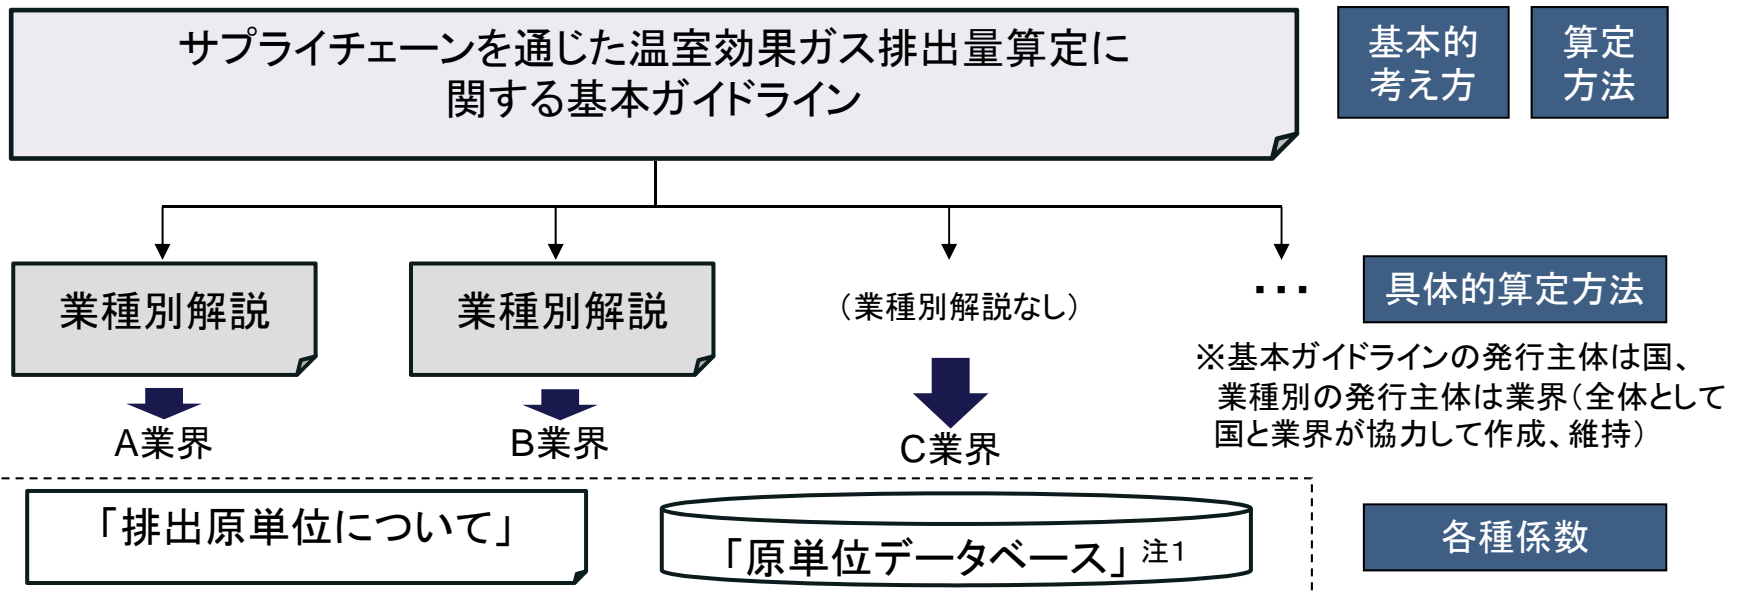 サプライチェーンを通じた温室効果ガス排出量算定に
関する基本ガイドライン
基本的
考え方
算定
方法
業種別解説
業種別解説
（業種別解説なし）
・・・
具体的算定方法
※基本ガイドラインの発行主体は国、
業種別の発行主体は業界（全体として
国と業界が協力して作成、維持）
A業界
B業界
C業界
「排出原単位について」
「原単位データベース」注１
各種係数